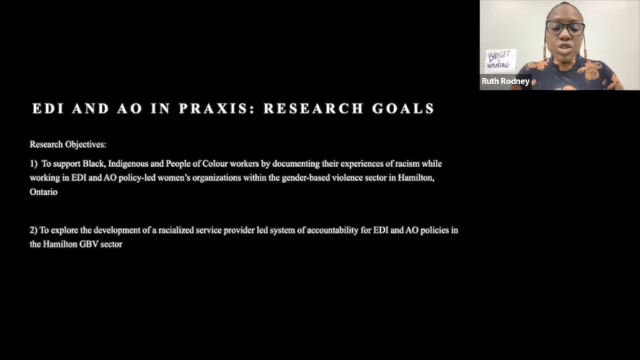 EDI AND AO IN PRAXIS: RESEARCH GOALS
Research Objectives:
1) To support Black, Indigenous and People of Colour workers by documenting their experiences of racism while
working in EDI and AO policy-led women's organizations within the gender-based violence sector in Hamilton,
Ontario
2) To explore the development of a racialized service provider led system of accountability for EDI and AO policies in
the Hamilton GBV sector
BUDGET
Ruth Rodney